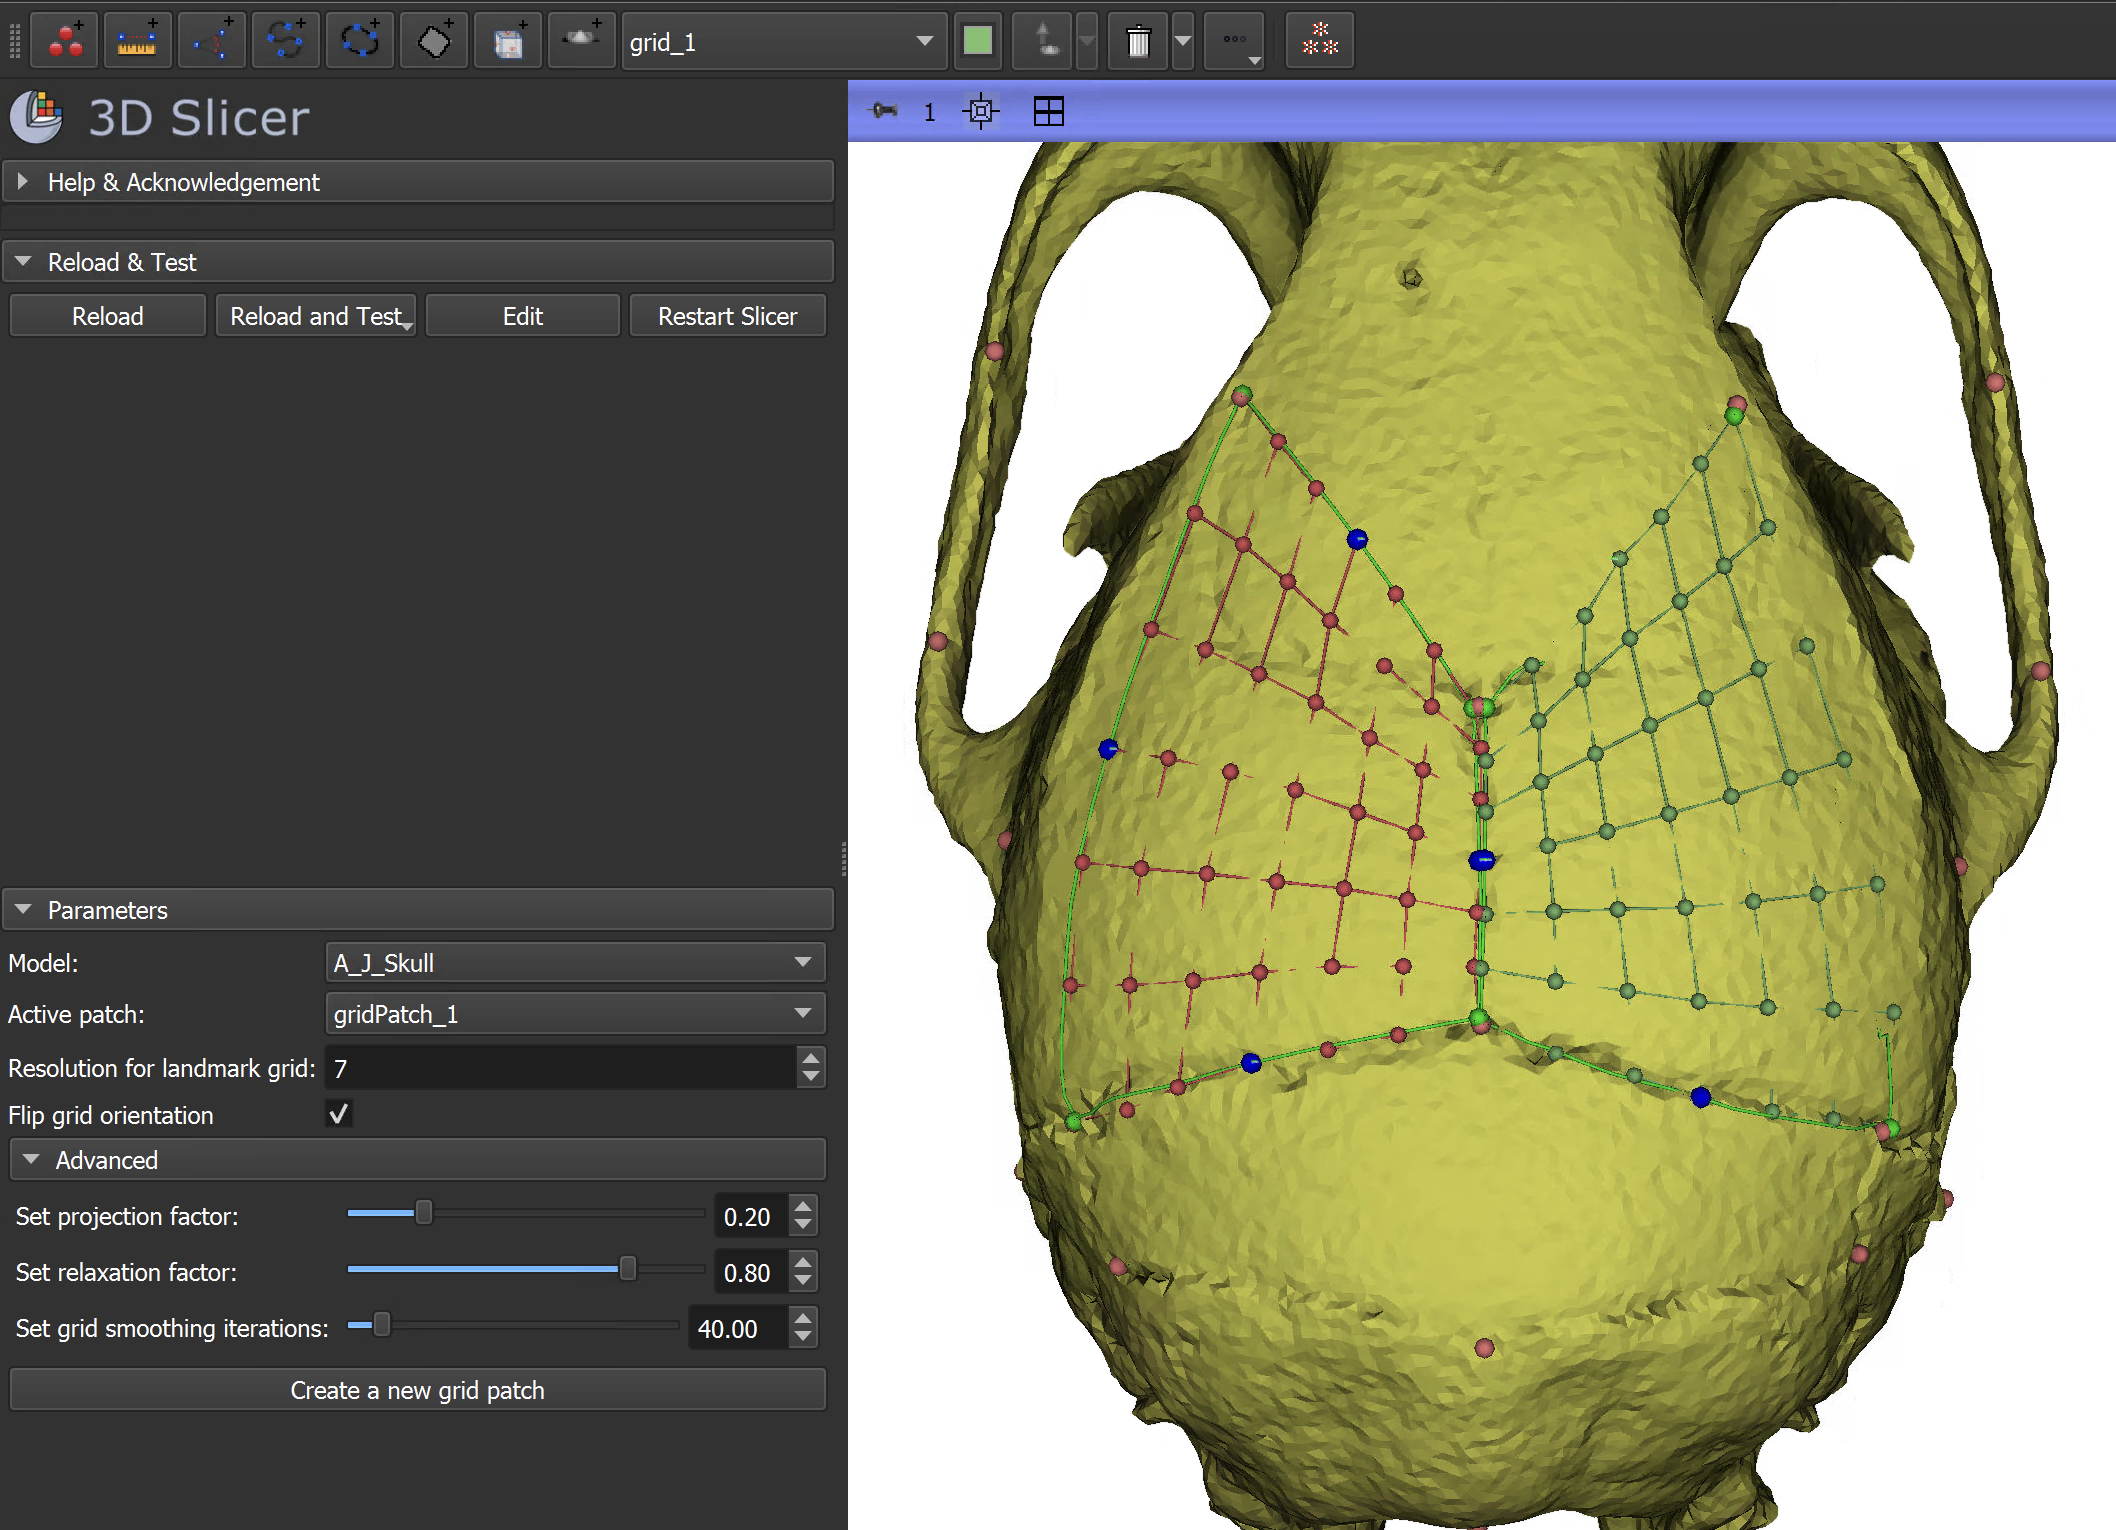 grid_1
3D Slicer
1
Help & Acknowledgement
Reload & Test
Reload
Reload and Test
Edit
Restart Slicer
Parameters
Model:
A_J_Skull
Active patch:
gridPatch_1
Resolution for landmark grid:
7
Flip grid orientation
Advanced
Set projection factor:
0.20
Set relaxation factor:
0.80
Set grid smoothing iterations:
40.00
Create a new grid patch